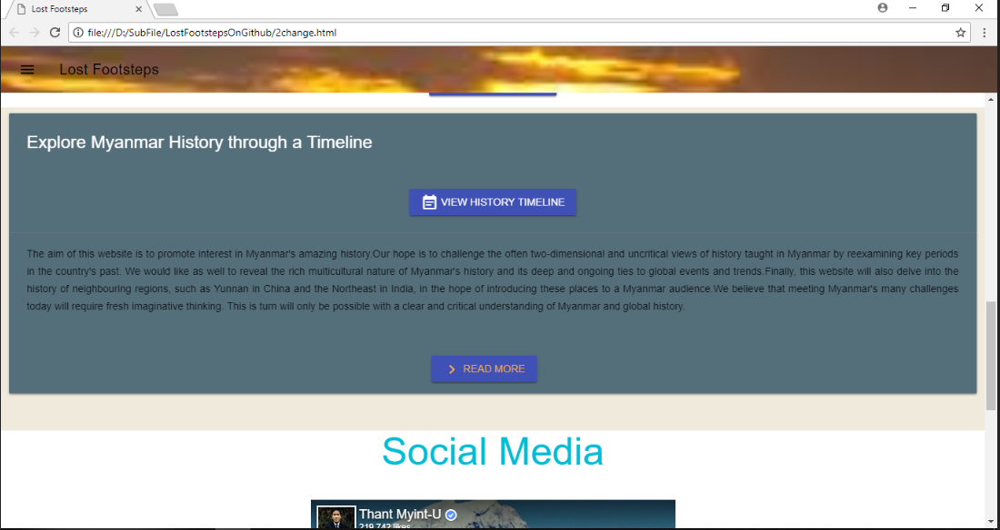 Lost Footsteps
file:///D:/SubFile/LostFootstepsOnGithub/2change.html
Lost Footsteps
Explore Myanmar History through a Timeline
VIEW HISTORY TIMELINE
The aim of this website is to promote interest in Myanmar's amazing history.Our hope is to challenge the often two-dimensional and uncritical views of history taught in Myanmar by reexamining key periods
in the country's past. We would like as well to reveal the rich multicultural nature of Myanmar's history and its deep and ongoing ties to global events and trends.Finally, this website will also delve into the
history of neighbouring regions, such as Yunnan in China and the Northeast in India, in the hope of introducing these places to a Myanmar audience.We believe that meeting Myanmar's many challenges
today will require fresh imaginative thinking. This is turn will only be possible with a clear and critical understanding of Myanmar and global history.
READ MORE
Social Media
Thant Myint-U
219,742 likes